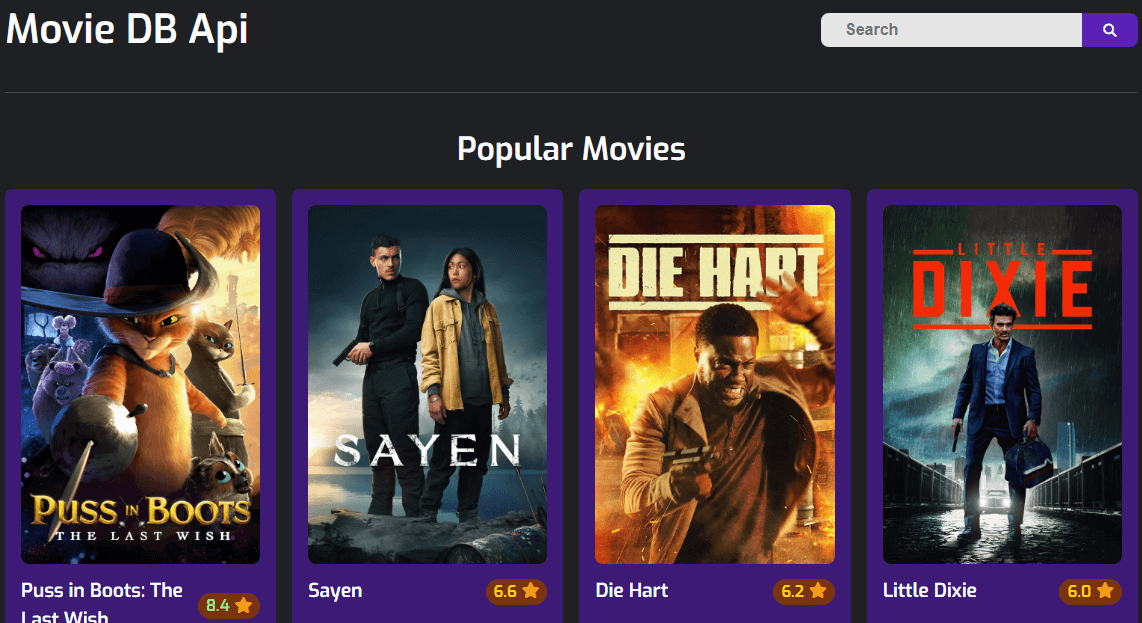 Movie DB Api
Search
Popular Movies
PUSS IN BOOTS
THE LAST WISH
SAYEN
DIE HART
LITTLE
DIXIE
Puss in Boots: The
Last Wish
8.4
Sayen
6.6
Die Hart
6.2
Little Dixie
6.0